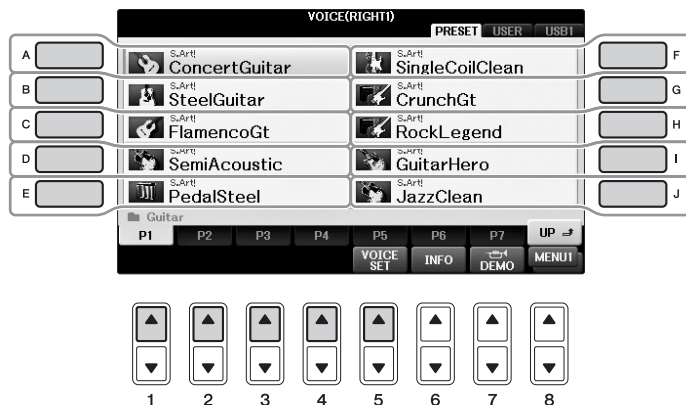 VOICE(RIGHT1)
PRESET USER USB1
A S.Art! ConcertGuitar S.Art! SingleCoilClean F
B S.Art! SteelGuitar S.Art! CrunchGt G
C S.Art! FlamencoGt S.Art! RockLegend H
D S.Art! SemiAcoustic S.Art! GuitarHero I
E S.Art! PedalSteel S.Art! JazzClean J
Guitar
P1 P2 P3 P4 P5 P6 P7 UP
VOICE SET INFO DEMO MENU1
1 2 3 4 5 6 7 8